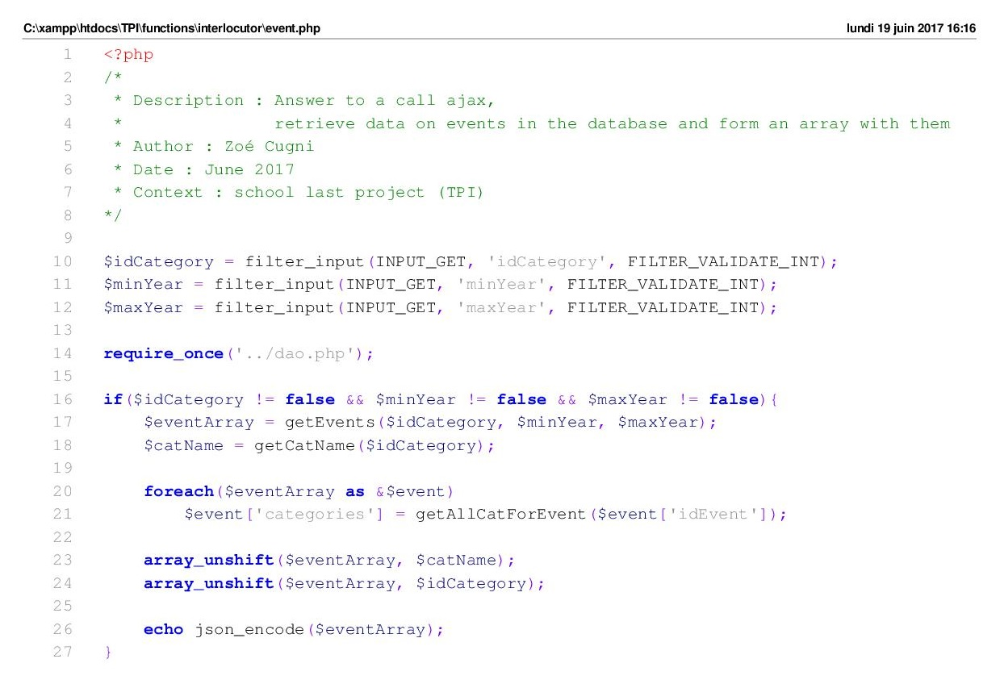 C:\xampp\htdocs\TPI\functions\interlocutor\event.php lundi 19 juin 2017 16:16
1 <?php
2 /*
3  * Description : Answer to a call ajax,
4  *               retrieve data on events in the database and form an array with them
5  * Author : Zoé Cugni
6  * Date : June 2017
7  * Context : school last project (TPI)
8 */
9
10 $idCategory = filter_input(INPUT_GET, 'idCategory', FILTER_VALIDATE_INT);
11 $minYear = filter_input(INPUT_GET, 'minYear', FILTER_VALIDATE_INT);
12 $maxYear = filter_input(INPUT_GET, 'maxYear', FILTER_VALIDATE_INT);
13
14 require_once('../dao.php');
15
16 if($idCategory != false && $minYear != false && $maxYear != false){
17     $eventArray = getEvents($idCategory, $minYear, $maxYear);
18     $catName = getCatName($idCategory);
19
20     foreach($eventArray as &$event)
21         $event['categories'] = getAllCatForEvent($event['idEvent']);
22
23     array_unshift($eventArray, $catName);
24     array_unshift($eventArray, $idCategory);
25
26     echo json_encode($eventArray);
27 }